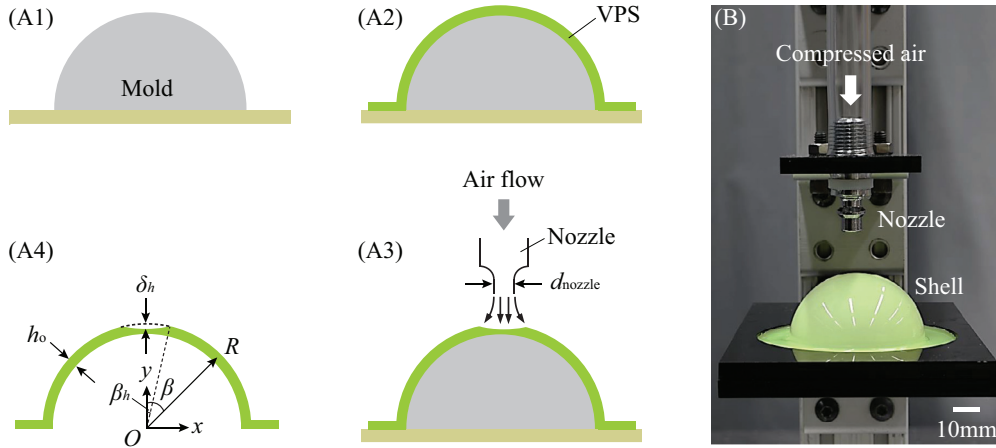 (A1)
Mold
(A2)
VPS
(B)
Compressed air
Nozzle
Shell
10mm
(A4)
δh
ho
R
y
βh
β
O
x
Air flow
(A3)
Nozzle
dnozzle